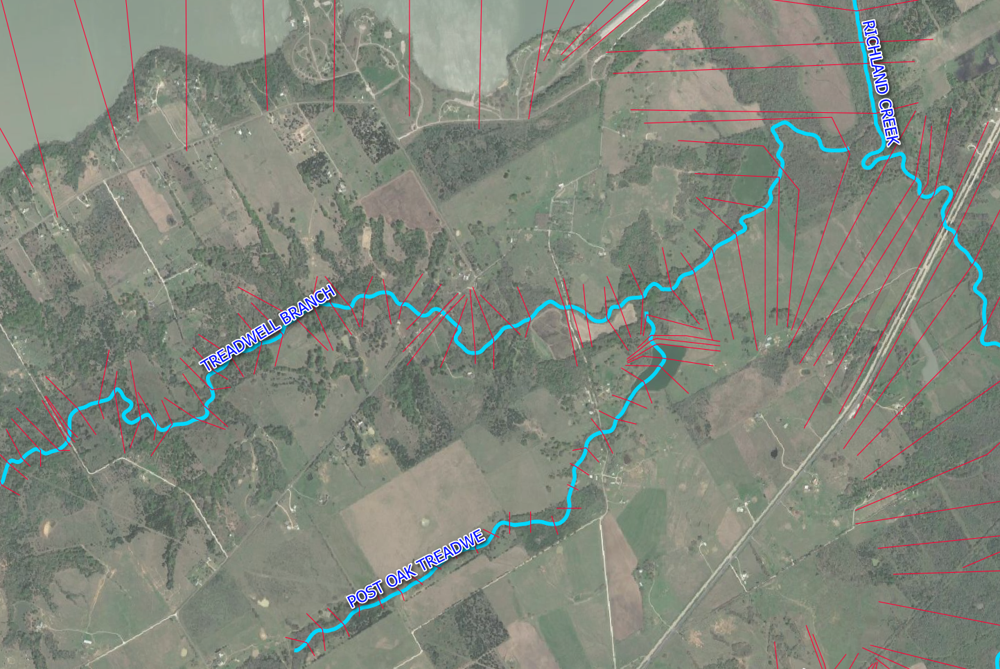 RICHLAND CREEK
TREADWELL BRANCH
POST OAK TREADWE